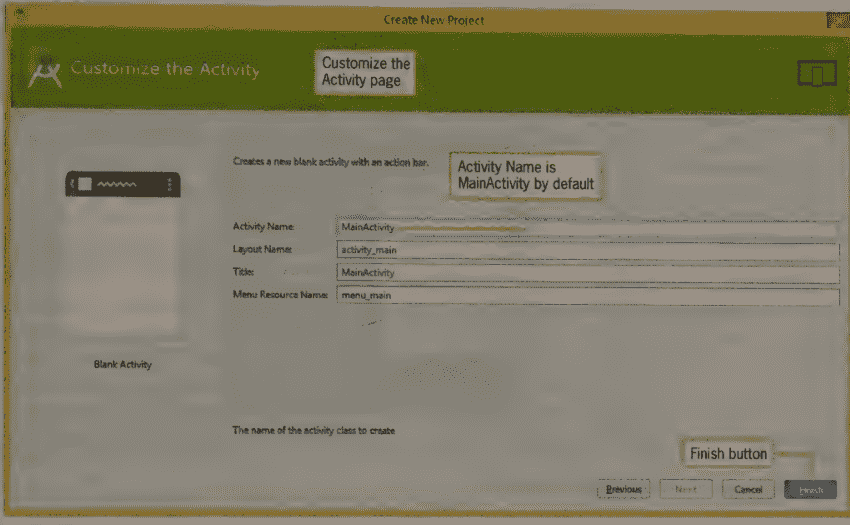 Create New Project
Customize the Activity
Customize the
Activity page
Creates a new blank activity with an action bar.
Activity Name is
MainActivity by default
Activity Name:
MainActivity
Layout Name:
activity_main
Title:
MainActivity
Menu Resource Name:
menu_main
Blank Activity
The name of the activity class to create
Finish button
Previous
Next
Cancel
Finish